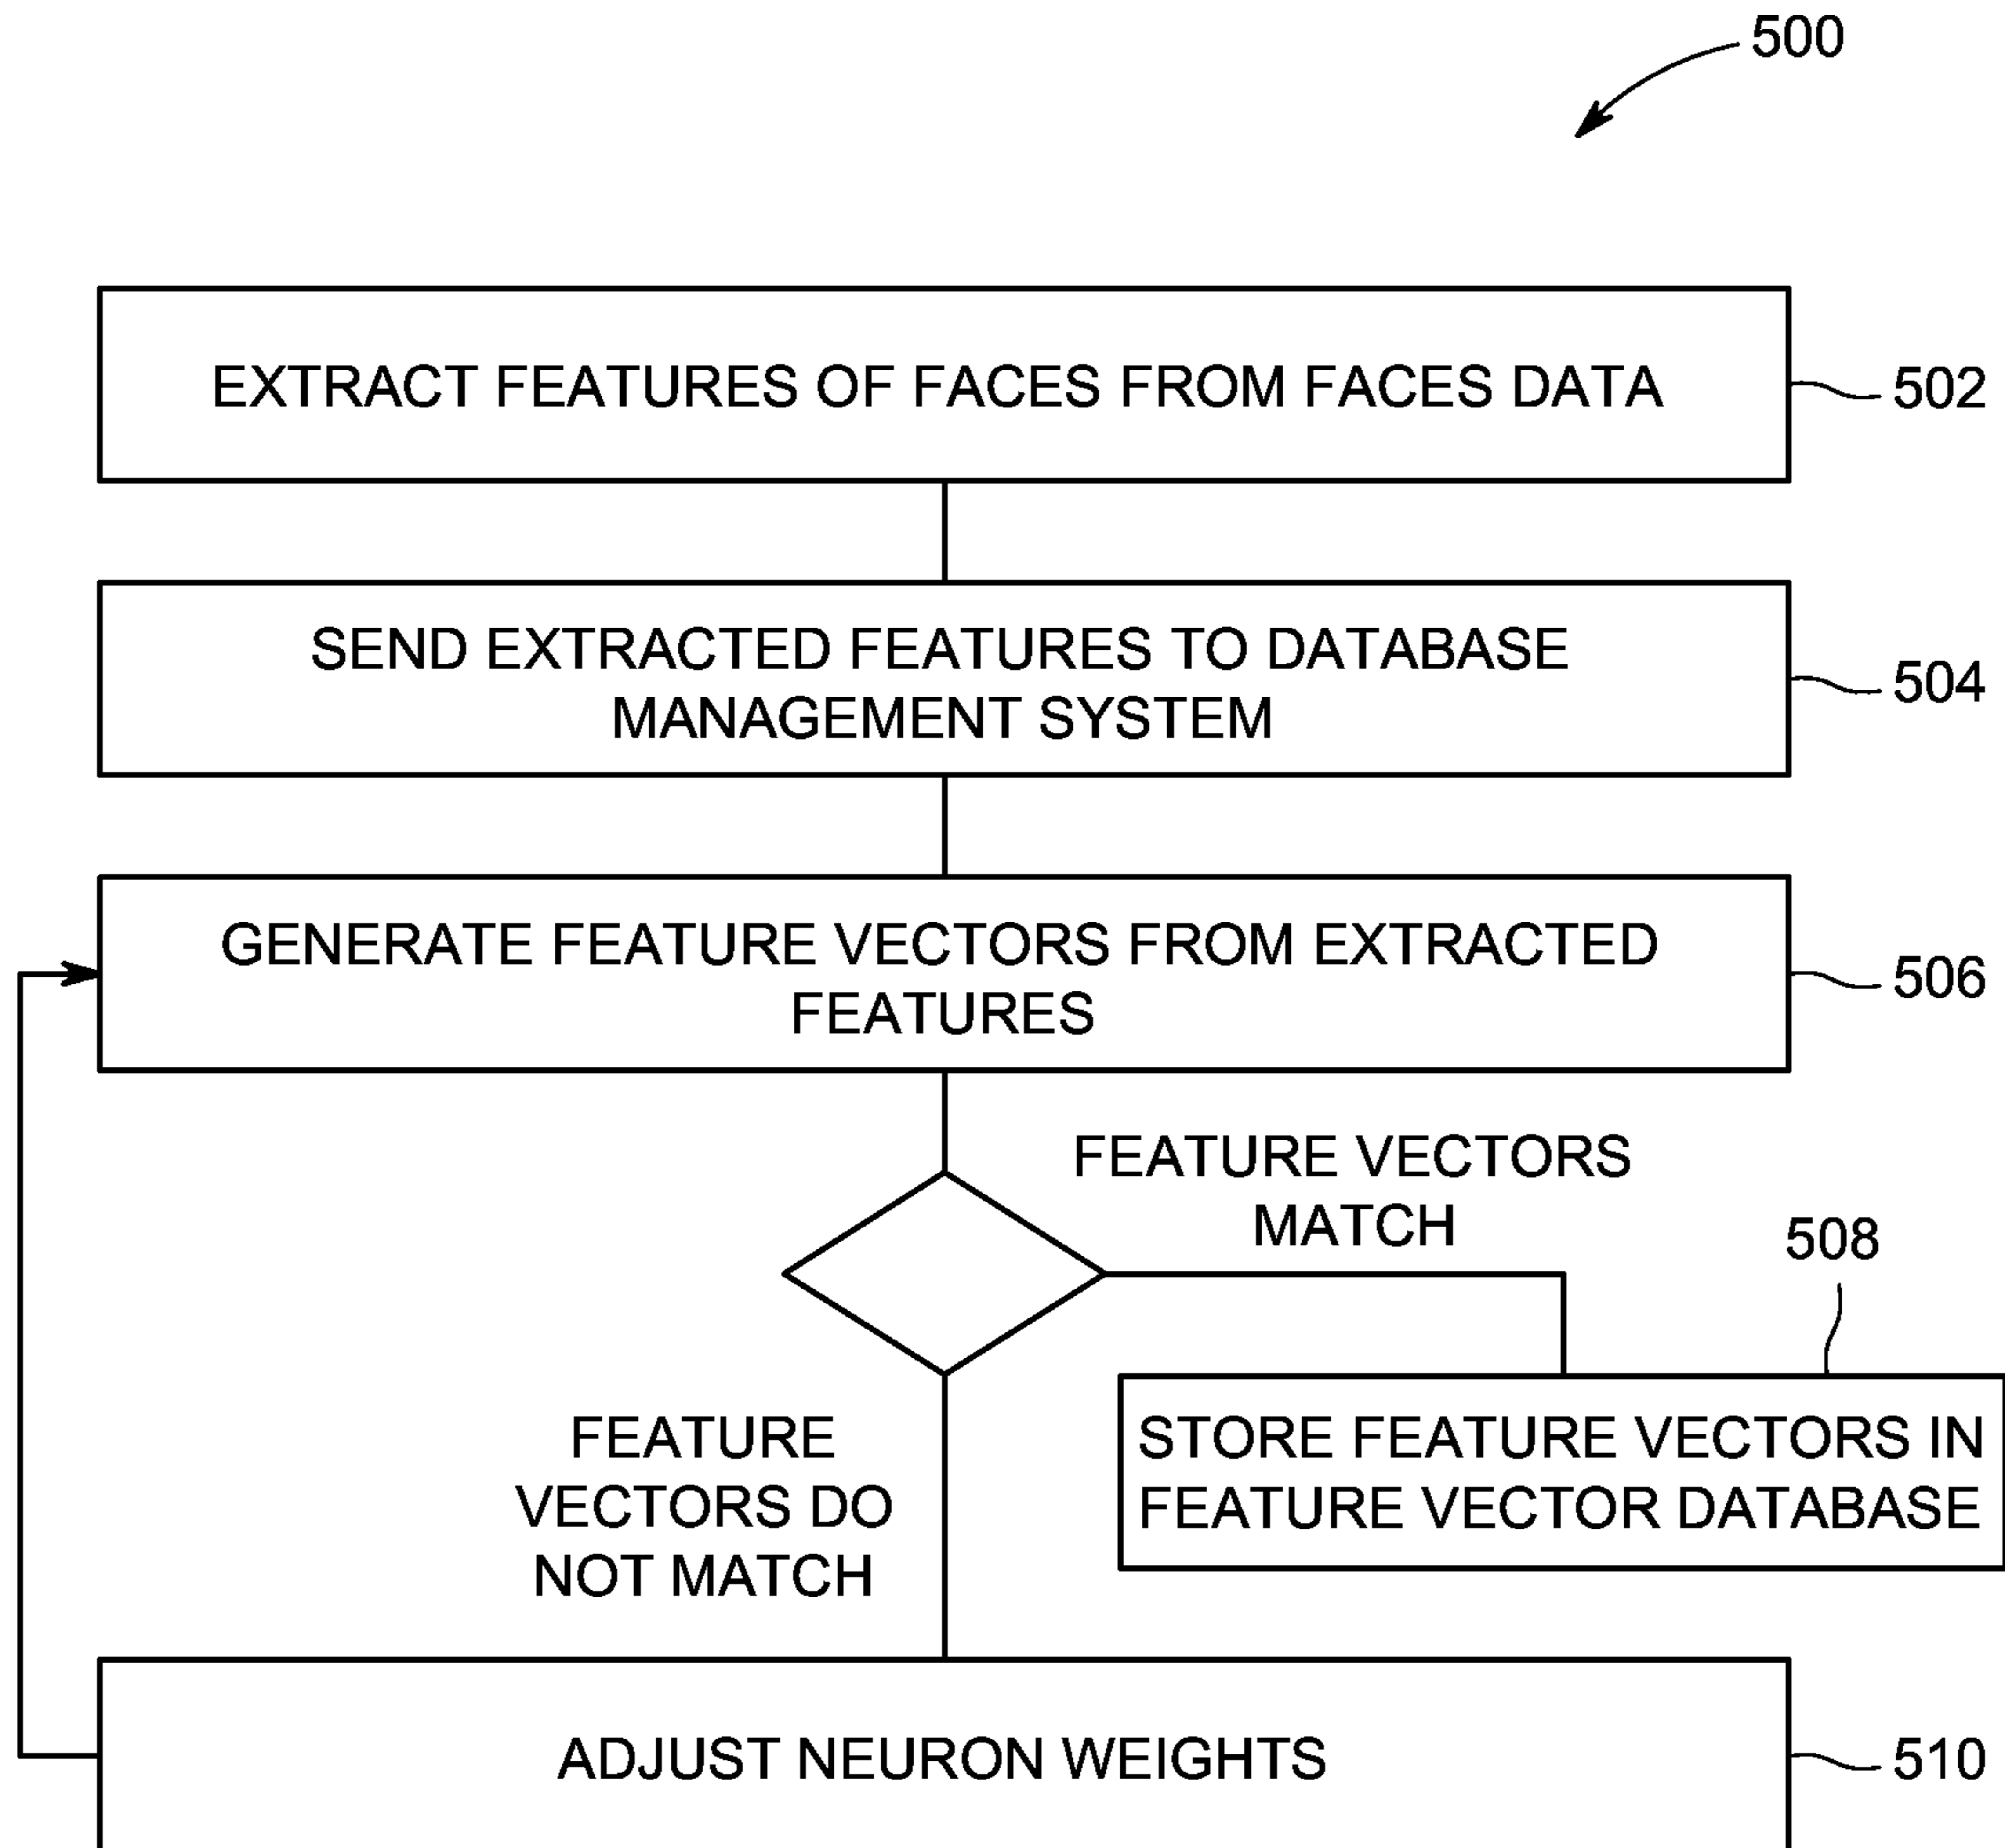 500
EXTRACT FEATURES OF FACES FROM FACES DATA
502
SEND EXTRACTED FEATURES TO DATABASE
MANAGEMENT SYSTEM
504
GENERATE FEATURE VECTORS FROM EXTRACTED
FEATURES
506
FEATURE VECTORS
MATCH
508
STORE FEATURE VECTORS IN
FEATURE VECTOR DATABASE
FEATURE
VECTORS DO
NOT MATCH
ADJUST NEURON WEIGHTS
510